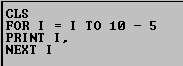 CLS
FOR I = I TO 10 - 5
PRINT I,
NEXT I